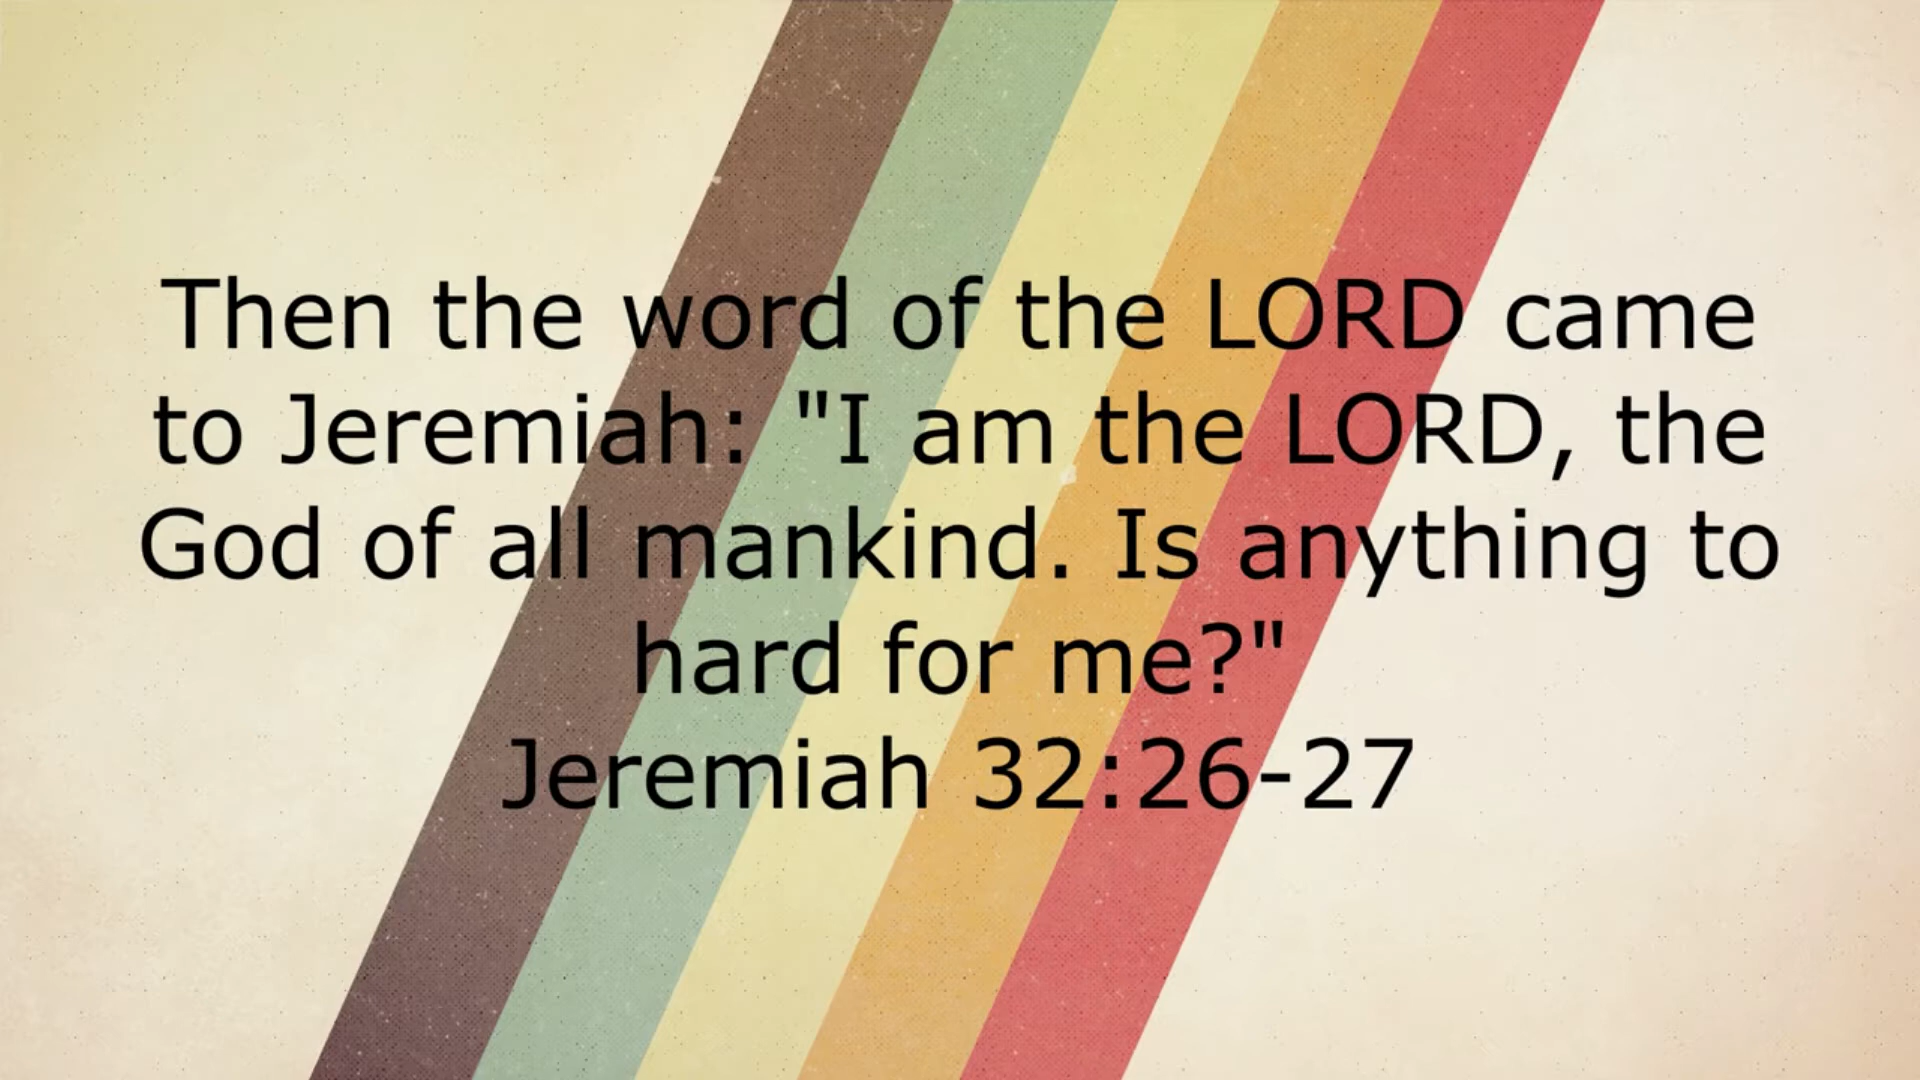 Then the word of the LORD came
to Jeremiah: "I am the LORD, the
God of all mankind. Is anything to
hard for me?"
Jeremiah 32:26-27